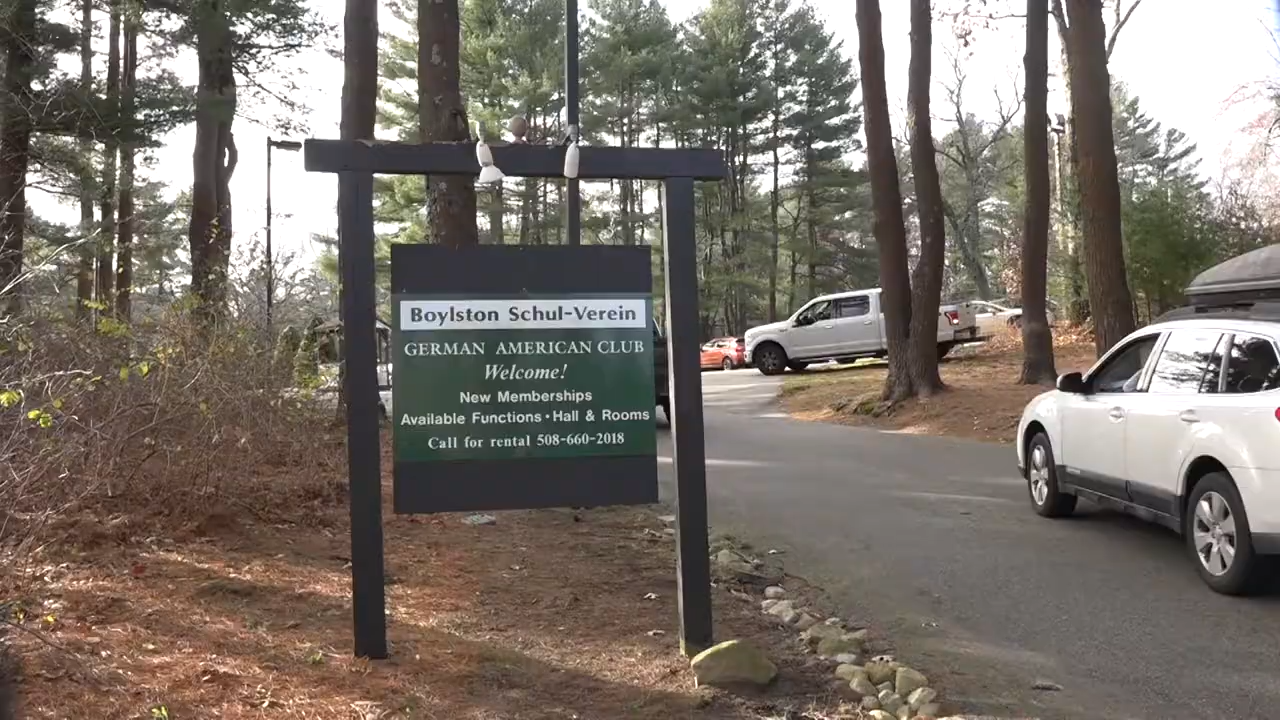 Boylston Schul-Verein
GERMAN AMERICAN CLUB
Welcome!
New Memberships
Available Functions • Hall & Rooms
Call for rental 508-660-2018